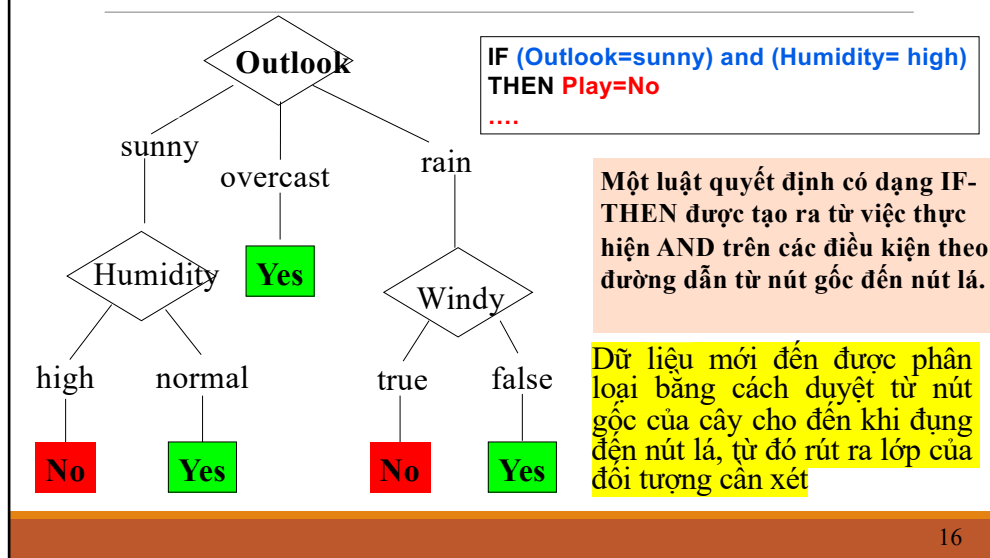 Outlook
IF (Outlook=sunny) and (Humidity= high)
THEN Play=No
....
sunny
overcast
rain
Một luật quyết định có dạng IF-
THEN được tạo ra từ việc thực
hiện AND trên các điều kiện theo
đường dẫn từ nút gốc đến nút lá.
Humidity
Yes
Windy
high
normal
true
false
Dữ liệu mới đến được phân
loại bằng cách duyệt từ nút
gốc của cây cho đến khi đụng
đến nút lá, từ đó rút ra lớp của
đối tượng cần xét
No
Yes
No
Yes
16